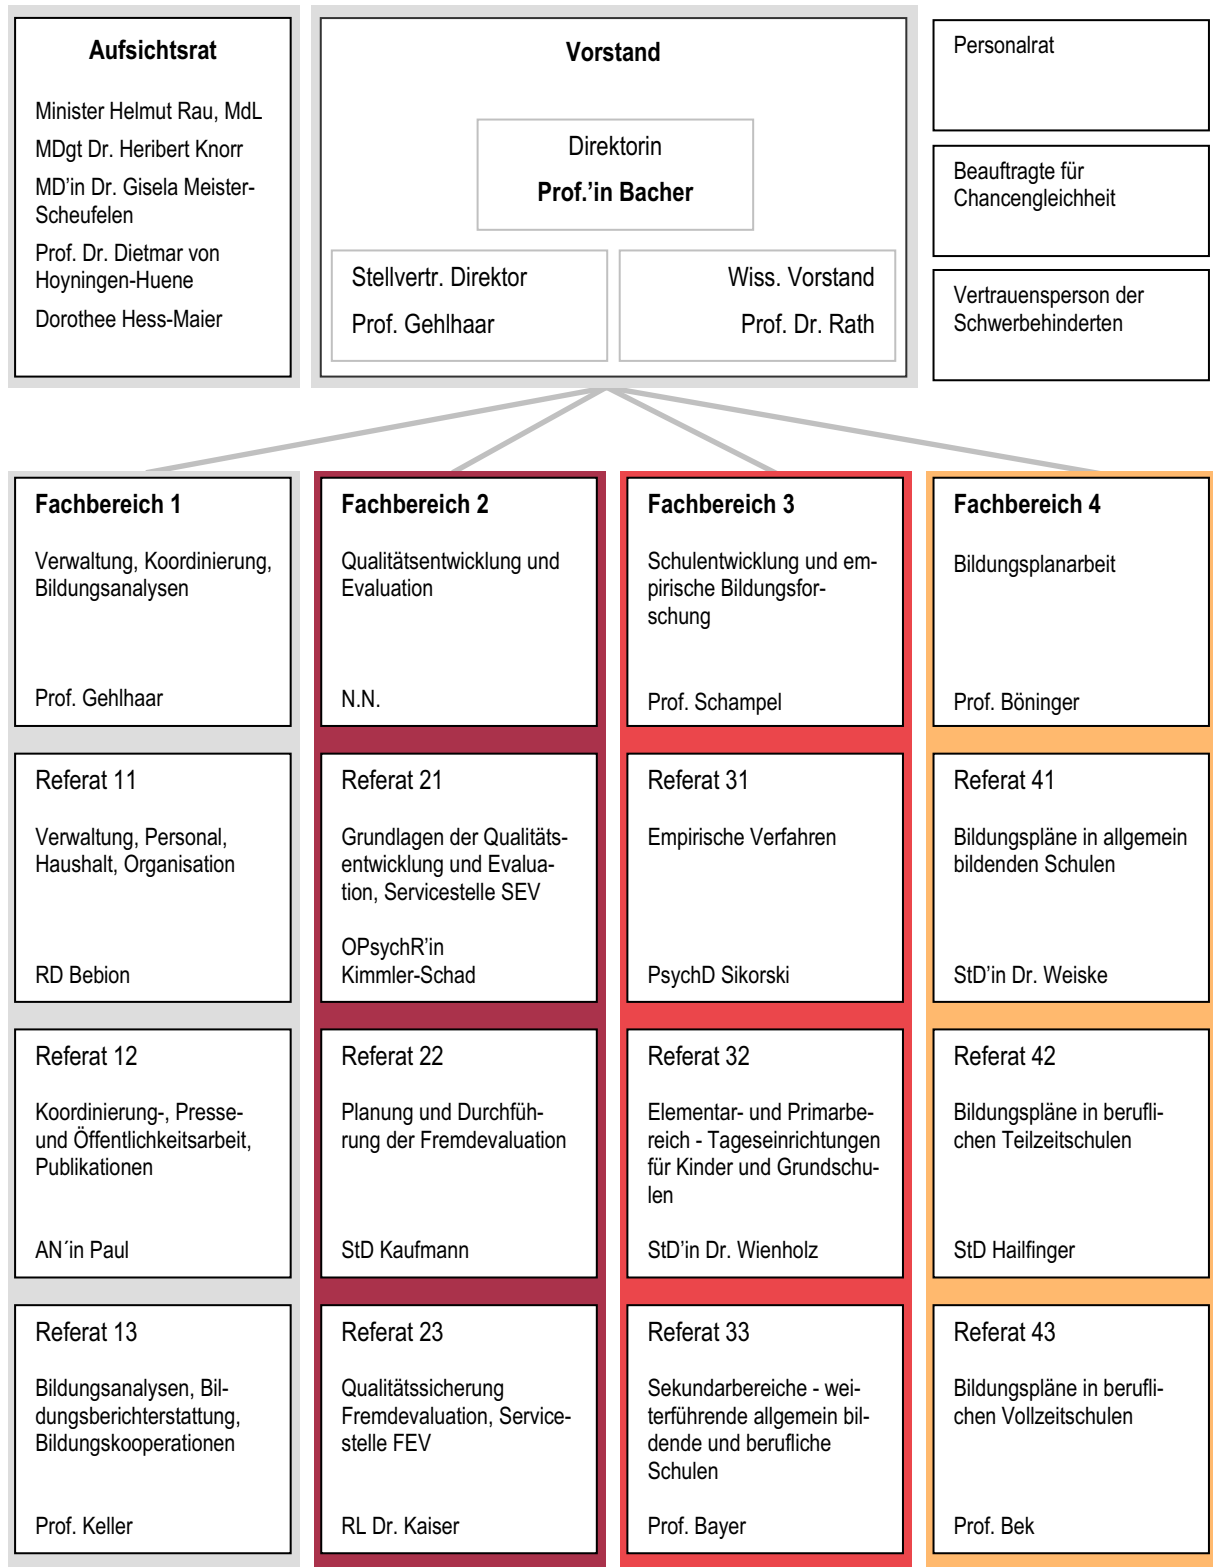 Aufsichtsrat
Minister Helmut Rau, MdL
MDgt Dr. Heribert Knorr
MD’in Dr. Gisela Meister-
Scheufelen
Prof. Dr. Dietmar von
Hoyningen-Huene
Dorothee Hess-Maier
Vorstand
Direktorin
Prof.’in Bacher
Stellvertr. Direktor
Prof. Gehlhaar
Wiss. Vorstand
Prof. Dr. Rath
Personalrat
Beauftragte für
Chancengleichheit
Vertrauensperson der
Schwerbehinderten
Fachbereich 1
Verwaltung, Koordinierung,
Bildungsanalysen
Prof. Gehlhaar
Referat 11
Verwaltung, Personal,
Haushalt, Organisation
RD Bebion
Referat 12
Koordinierung-, Presse-
und Öffentlichkeitsarbeit,
Publikationen
AN´in Paul
Referat 13
Bildungsanalysen, Bil-
dungsberichterstattung,
Bildungskooperationen
Prof. Keller
Fachbereich 2
Qualitätsentwicklung und
Evaluation
N.N.
Referat 21
Grundlagen der Qualitäts-
entwicklung und Evalua-
tion, Servicestelle SEV
OPsychR’in
Kimmler-Schad
Referat 22
Planung und Durchfüh-
rung der Fremdevaluation
StD Kaufmann
Referat 23
Qualitätssicherung
Fremdevaluation, Service-
stelle FEV
RL Dr. Kaiser
Fachbereich 3
Schulentwicklung und em-
pirische Bildungsfor-
schung
Prof. Schampel
Referat 31
Empirische Verfahren
PsychD Sikorski
Referat 32
Elementar- und Primarbe-
reich - Tageseinrichtungen
für Kinder und Grundschu-
len
StD’in Dr. Wienholz
Referat 33
Sekundarbereiche - wei-
terführende allgemein bil-
dende und berufliche
Schulen
Prof. Bayer
Fachbereich 4
Bildungsplanarbeit
Prof. Böninger
Referat 41
Bildungspläne in allgemein
bildenden Schulen
StD’in Dr. Weiske
Referat 42
Bildungspläne in berufli-
chen Teilzeitschulen
StD Hailfinger
Referat 43
Bildungspläne in berufli-
chen Vollzeitschulen
Prof. Bek